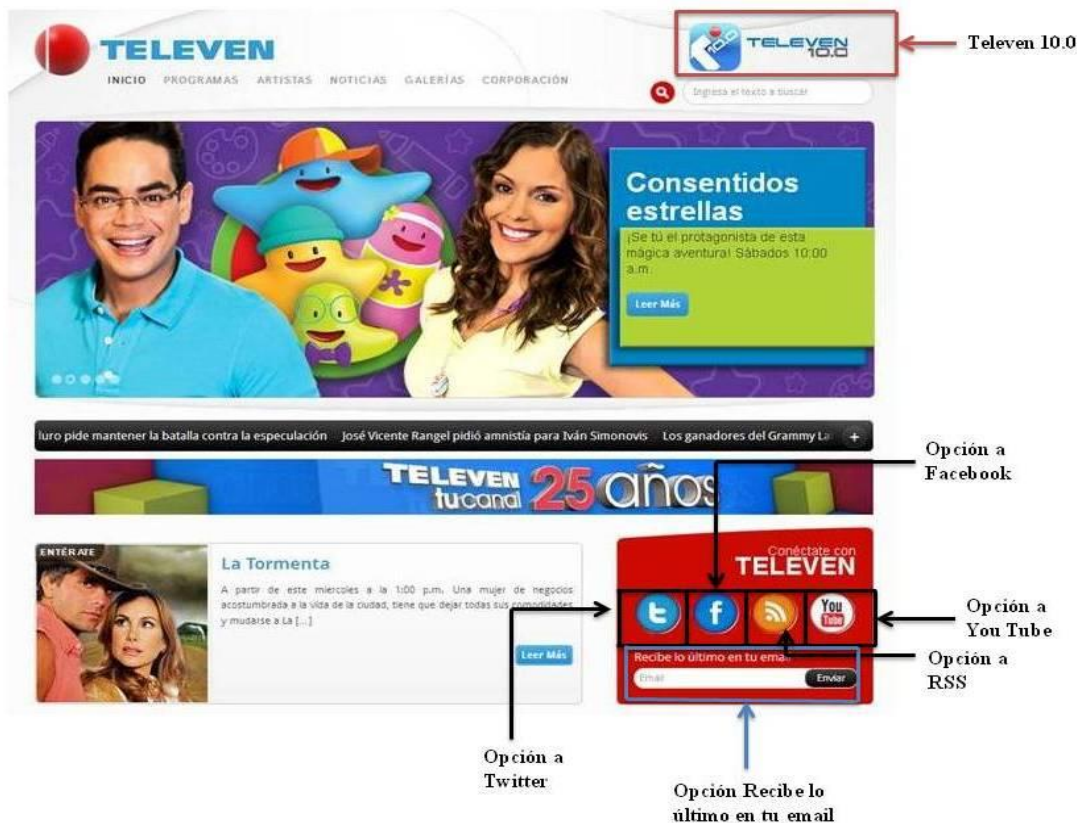 TELEVEN
10.0
TELEVEN
10.0
Televen 10.0
INICIO PROGRAMAS ARTISTAS NOTICIAS GALERÍAS CORPORACIÓN
Ingresa el texto a buscar
Consentidos
estrellas
¡Se tú el protagonista de esta
mágica aventura! Sábados 10:00
a.m.
Leer Más
luro pide mantener la batalla contra la especulación José Vicente Rangel pidió amnistía para Iván Simonovis Los ganadores del Grammy La
+
Opción a
Facebook
TELEVEN
tucanal
25 años
ENTÉRATE
La Tormenta
A partir de este miercoles a la 1:00 p.m. Una mujer de negocios
acostumbrada a la vida de la ciudad, tiene que dejar todas sus comodidades
y mudarse a La [...]
Leer Más
Conéctate con
TELEVEN
t
f
You
Tube
Opción a
You Tube
Recibe lo último en tu email
Email
Enviar
Opción a
RSS
Opción a
Twitter
Opción Recibe lo
último en tu email